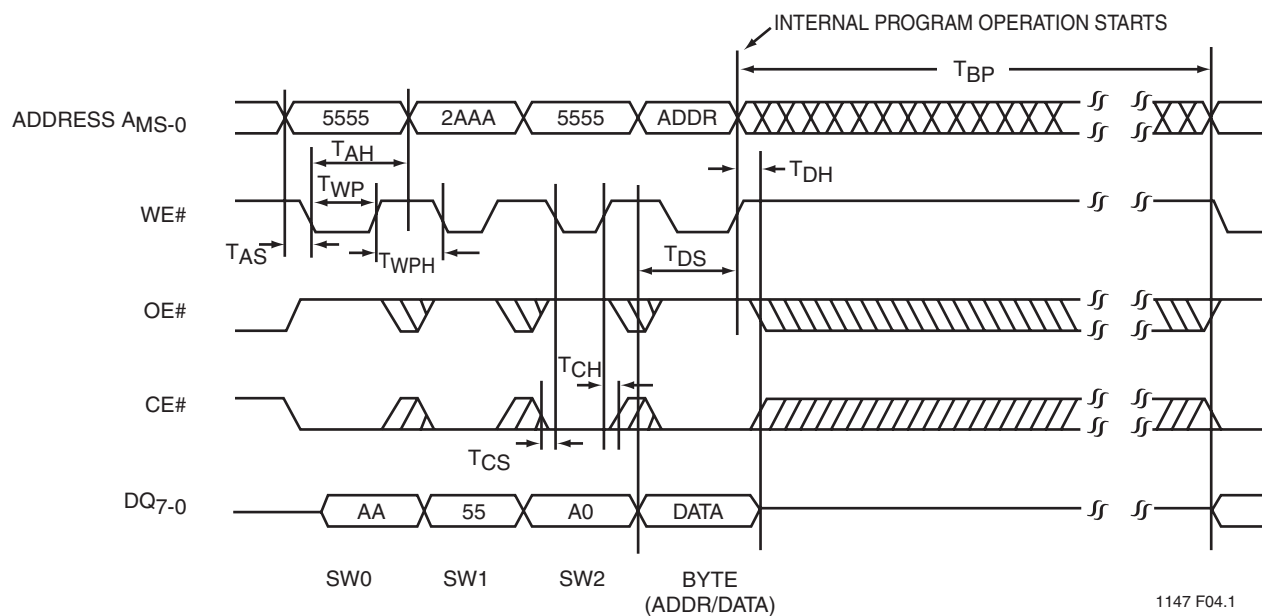 INTERNAL PROGRAM OPERATION STARTS
TBP
ADDRESS AMS-0
5555
2AAA
5555
ADDR
TAH
TDH
TWP
WE#
TAS
TWPH
TDS
OE#
TCH
CE#
TCS
DQ7-0
AA
55
A0
DATA
SW0
SW1
SW2
BYTE
(ADDR/DATA)
1147 F04.1